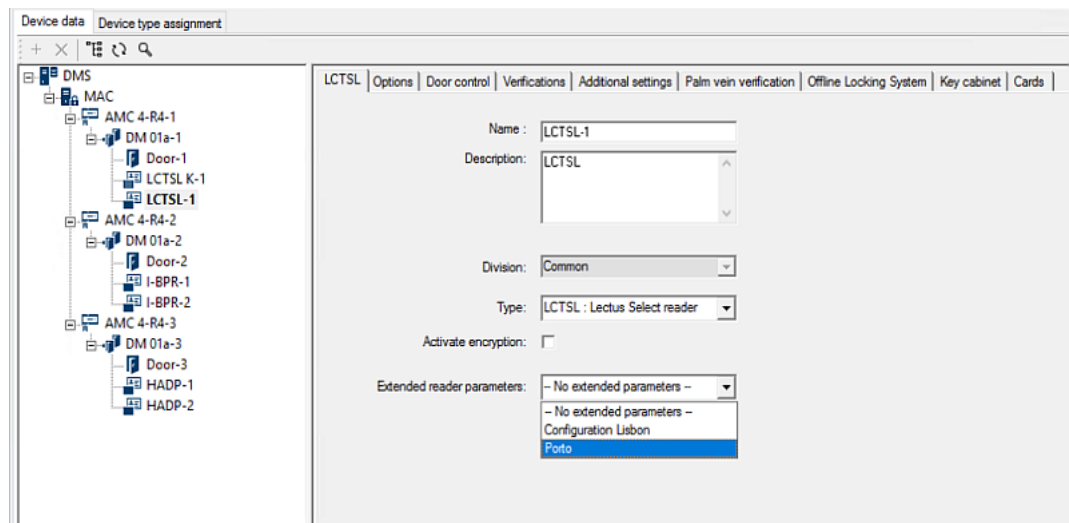 Device data Device type assignment
DMS
MAC
AMC 4-R4-1
DM 01a-1
Door-1
LCTSL K-1
LCTSL-1
AMC 4-R4-2
DM 01a-2
Door-2
I-BPR-1
I-BPR-2
AMC 4-R4-3
DM 01a-3
Door-3
HADP-1
HADP-2
LCTSL Options Door control Verifications Additional settings Palm vein verification Offline Locking System Key cabinet Cards
Name : LCTSL-1
Description: LCTSL
Division: Common
Type: LCTSL : Lectus Select reader
Activate encryption:
Extended reader parameters: -- No extended parameters --
-- No extended parameters --
Configuration Lisbon
Porto